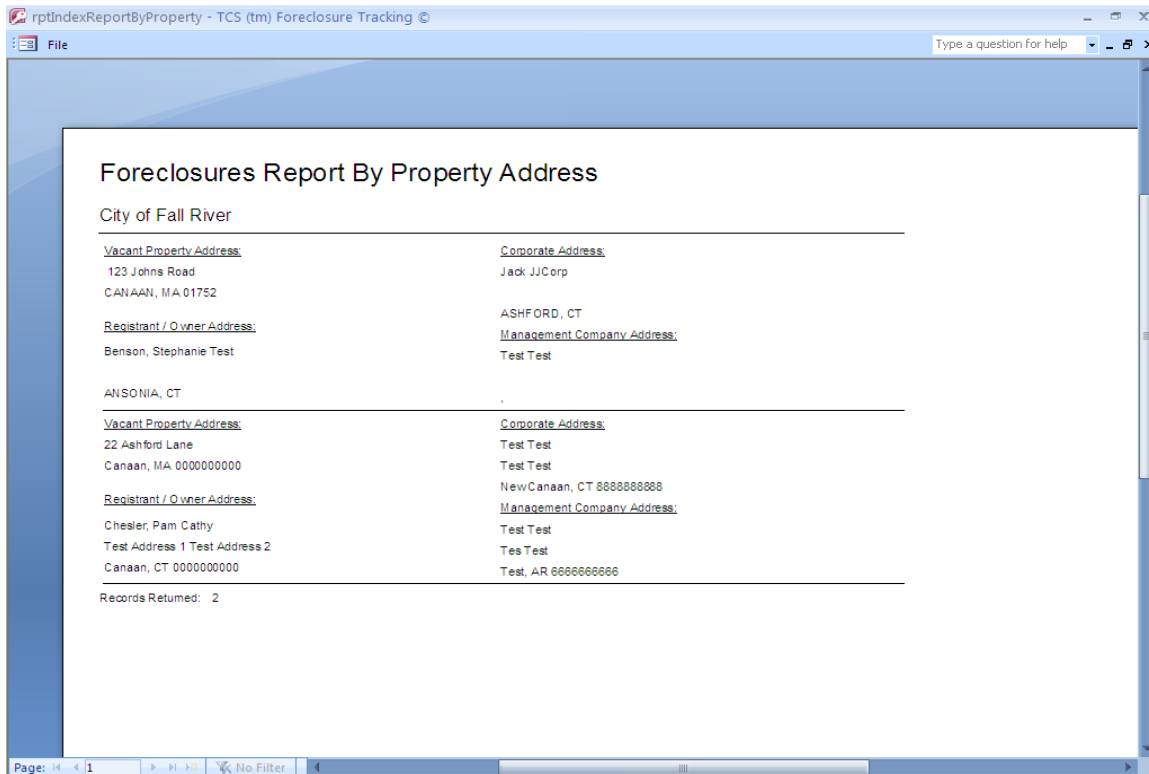 rptIndexReportByProperty - TCS (tm) Foreclosure Tracking ©
File
Type a question for help
Foreclosures Report By Property Address
City of Fall River
Vacant Property Address:
123 Johns Road
CANAAN, MA 01752
Registrant / Owner Address:
Benson, Stephanie Test
ANSONIA, CT
Corporate Address:
Jack JJCorp
ASHFORD, CT
Management Company Address:
Test Test
,
Vacant Property Address:
22 Ashford Lane
Canaan, MA 0000000000
Registrant / Owner Address:
Chesler, Pam Cathy
Test Address 1 Test Address 2
Canaan, CT 0000000000
Corporate Address:
Test Test
Test Test
NewCanaan, CT 8888888888
Management Company Address:
Test Test
Tes Test
Test, AR 6666666666
Records Returned: 2
Page: 1 No Filter